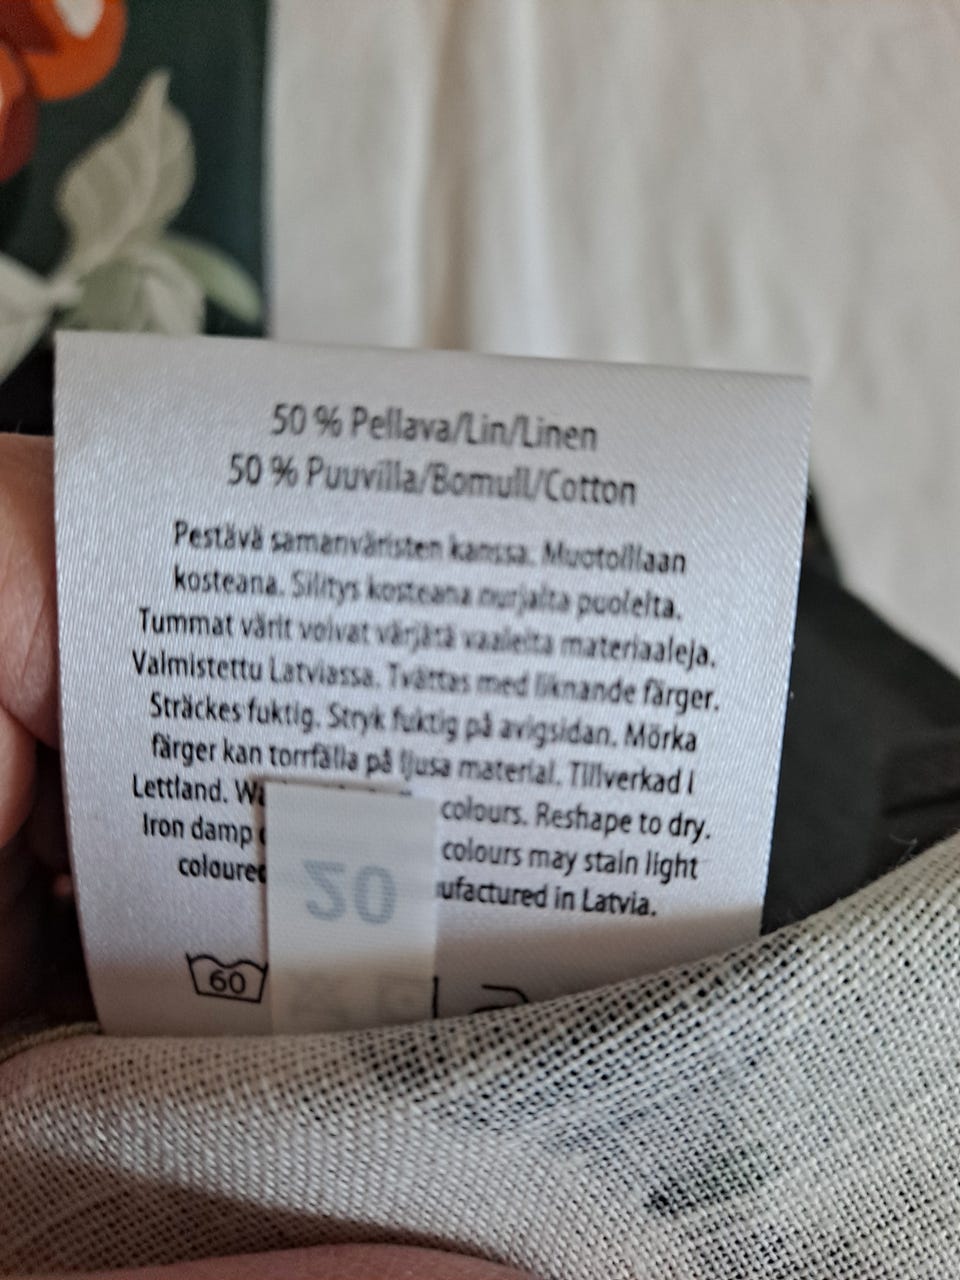 50 % Pellava/Lin/Linen
50 % Puuvilla/Bomull/Cotton
Pestävä samanväristen kanssa. Muotoillaan
kosteana. Silitys kosteana nurjalta puolelta.
Tummat värit voivat värjätä vaaleita materiaaleja.
Valmistettu Latviassa. Tvättas med liknande färger.
Sträckes fuktig. Stryk fuktig på avigsidan. Mörka
färger kan torrfälla på ljusa material. Tillverkad i
Lettland. colours. Reshape to dry.
Iron damp colours may stain light
in Latvia.
20
60